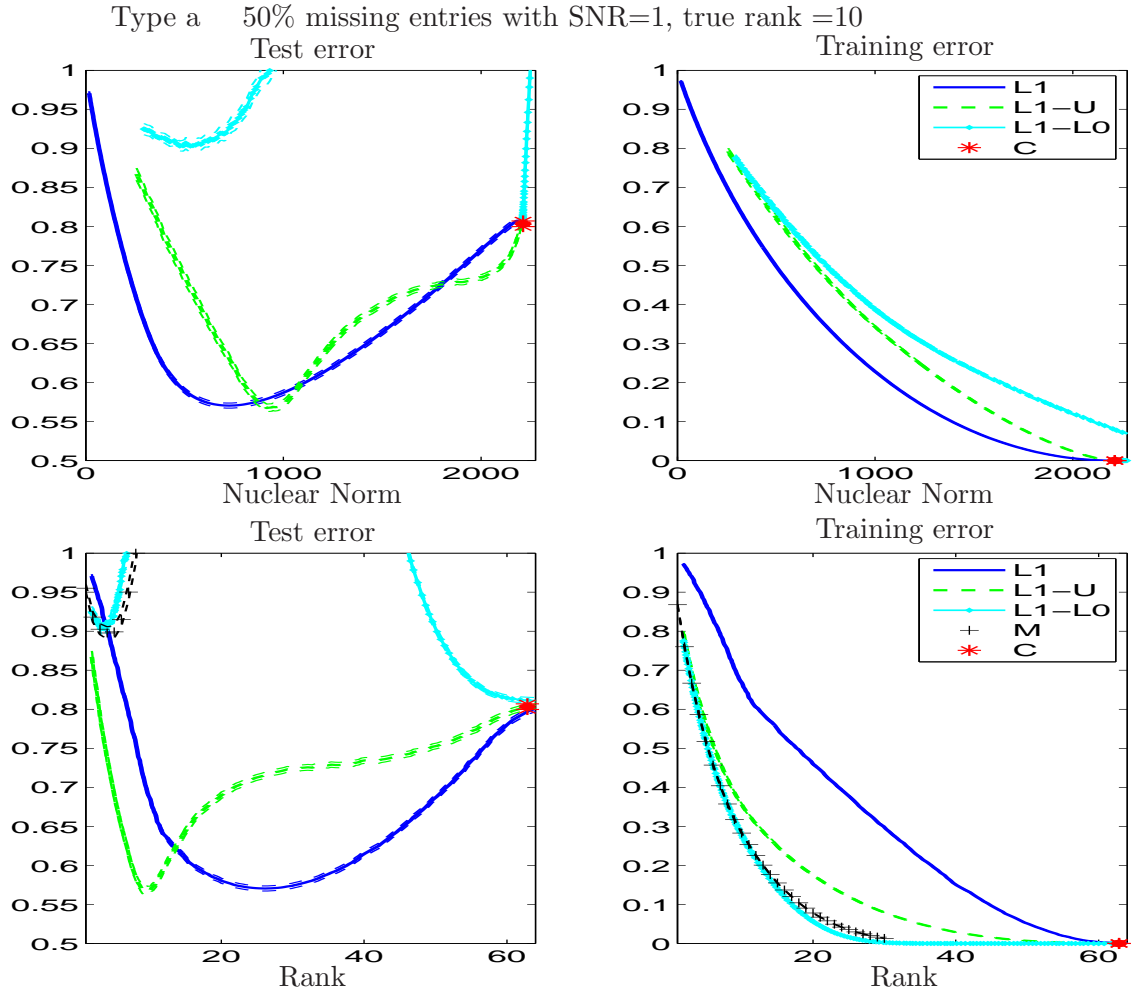 Type a 50% missing entries with SNR=1, true rank =10
Test error
1
0.95
0.9
0.85
0.8
0.75
0.7
0.65
0.6
0.55
0.5
0 1000 2000
Nuclear Norm
Training error
1
0.9
0.8
0.7
0.6
0.5
0.4
0.3
0.2
0.1
0
0 1000 2000
Nuclear Norm
L1
L1-U
L1-L0
C
Test error
1
0.95
0.9
0.85
0.8
0.75
0.7
0.65
0.6
0.55
0.5
20 40 60
Rank
Training error
1
0.9
0.8
0.7
0.6
0.5
0.4
0.3
0.2
0.1
0
20 40 60
Rank
L1
L1-U
L1-L0
M
C